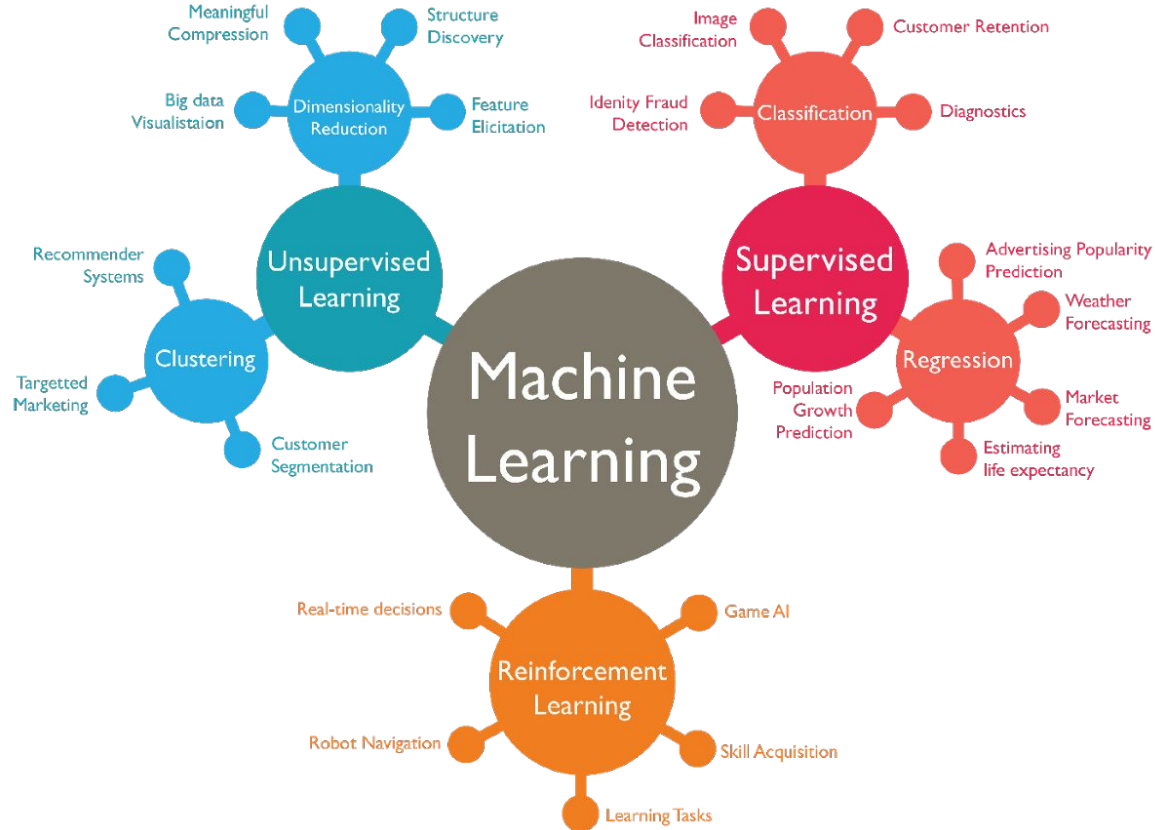 Meaningful
Compression
Structure
Discovery
Big data
Visualistaion
Dimensionality
Reduction
Feature
Elicitation
Image
Classification
Customer Retention
Idenity Fraud
Detection
Classification
Diagnostics
Unsupervised
Learning
Supervised
Learning
Recommender
Systems
Clustering
Targetted
Marketing
Customer
Segmentation
Machine
Learning
Advertising Popularity
Prediction
Weather
Forecasting
Regression
Population
Growth
Prediction
Market
Forecasting
Estimating
life expectancy
Real-time decisions
Game AI
Reinforcement
Learning
Robot Navigation
Skill Acquisition
Learning Tasks